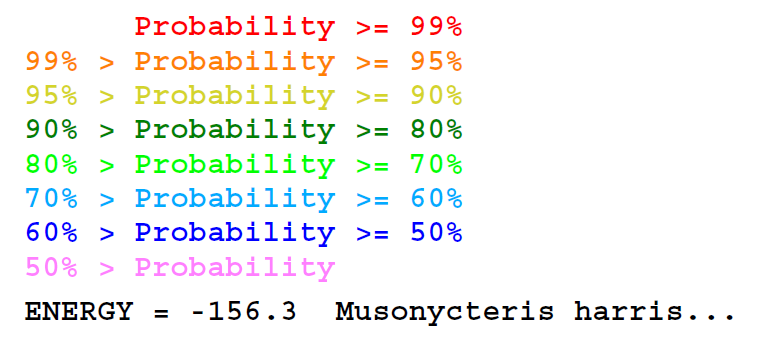 Probability >= 99%
99% > Probability >= 95%
95% > Probability >= 90%
90% > Probability >= 80%
80% > Probability >= 70%
70% > Probability >= 60%
60% > Probability >= 50%
50% > Probability
ENERGY = -156.3  Musonycteris harris...